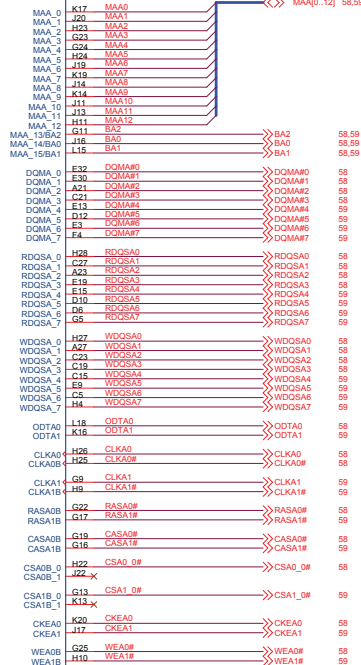 MAA_0 K17 MAA0 MAA[0..12] 58,59
MAA_1 J20 MAA1
MAA_2 H23 MAA2
MAA_3 G23 MAA3
MAA_4 G24 MAA4
MAA_5 H24 MAA5
MAA_6 J19 MAA6
MAA_7 K19 MAA7
MAA_8 J14 MAA8
MAA_9 K14 MAA9
MAA_10 J11 MAA10
MAA_11 J13 MAA11
MAA_12 H11 MAA12
MAA_13/BA2 G11 BA2 BA2 58,59
MAA_14/BA0 J16 BA0 BA0 58,59
MAA_15/BA1 L15 BA1 BA1 58,59
DQMA_0 E32 DQMA#0 DQMA#0 58
DQMA_1 E30 DQMA#1 DQMA#1 58
DQMA_2 A21 DQMA#2 DQMA#2 58
DQMA_3 C21 DQMA#3 DQMA#3 58
DQMA_4 E13 DQMA#4 DQMA#4 59
DQMA_5 D12 DQMA#5 DQMA#5 59
DQMA_6 E3 DQMA#6 DQMA#6 59
DQMA_7 F4 DQMA#7 DQMA#7 59
RDQSA_0 H28 RDQSA0 RDQSA0 58
RDQSA_1 C27 RDQSA1 RDQSA1 58
RDQSA_2 A23 RDQSA2 RDQSA2 58
RDQSA_3 E19 RDQSA3 RDQSA3 58
RDQSA_4 E15 RDQSA4 RDQSA4 59
RDQSA_5 D10 RDQSA5 RDQSA5 59
RDQSA_6 D6 RDQSA6 RDQSA6 59
RDQSA_7 G5 RDQSA7 RDQSA7 59
WDQSA_0 H27 WDQSA0 WDQSA0 58
WDQSA_1 A27 WDQSA1 WDQSA1 58
WDQSA_2 C23 WDQSA2 WDQSA2 58
WDQSA_3 C19 WDQSA3 WDQSA3 58
WDQSA_4 C15 WDQSA4 WDQSA4 59
WDQSA_5 E9 WDQSA5 WDQSA5 59
WDQSA_6 C5 WDQSA6 WDQSA6 59
WDQSA_7 H4 WDQSA7 WDQSA7 59
ODTA0 L18 ODTA0 ODTA0 58
ODTA1 K16 ODTA1 ODTA1 59
CLKA0 H26 CLKA0 CLKA0 58
CLKA0B H25 CLKA0# CLKA0# 58
CLKA1 G9 CLKA1 CLKA1 59
CLKA1B H9 CLKA1# CLKA1# 59
RASA0B G22 RASA0# RASA0# 58
RASA1B G17 RASA1# RASA1# 59
CASA0B G19 CASA0# CASA0# 58
CASA1B G16 CASA1# CASA1# 59
CSA0B_0 H22 CSA0_0# CSA0_0# 58
CSA0B_1 J22
CSA1B_0 G13 CSA1_0# CSA1_0# 59
CSA1B_1 K13
CKEA0 K20 CKEA0 CKEA0 58
CKEA1 J17 CKEA1 CKEA1 59
WEA0B G25 WEA0# WEA0# 58
WEA1B H10 WEA1# WEA1# 59